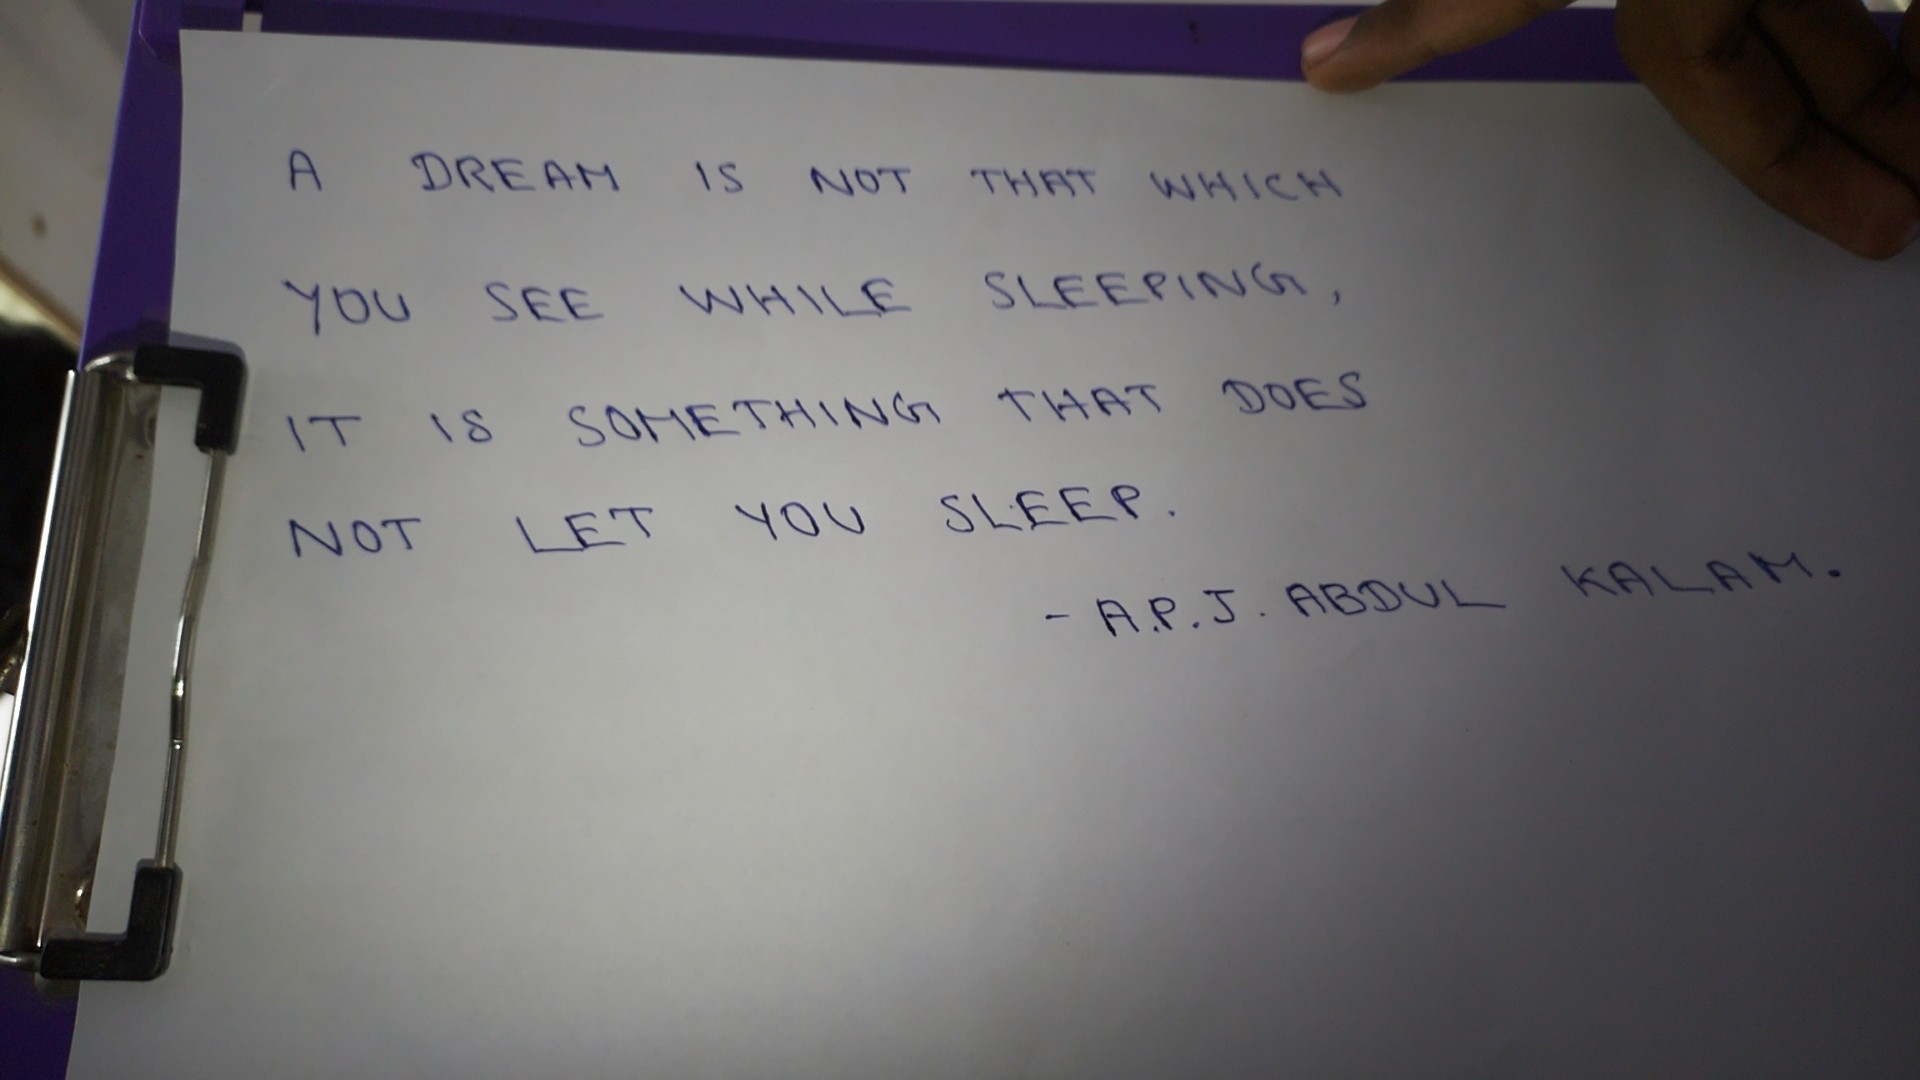 A DREAM IS NOT THAT WHICH
YOU SEE WHILE SLEEPING,
IT IS SOMETHING THAT DOES
NOT LET YOU SLEEP.
- A.P.J. ABDUL KALAM.